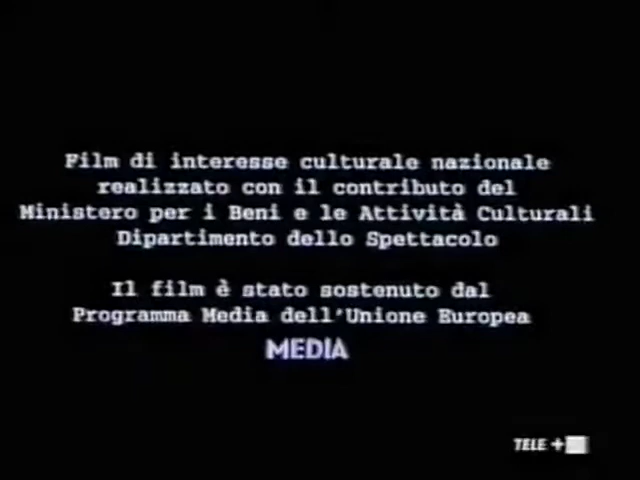 Film di interesse culturale nazionale
realizzato con il contributo del
Ministero per i Beni e le Attività Culturali
Dipartimento dello Spettacolo
Il film è stato sostenuto dal
Programma Media dell'Unione Europea
MEDIA
TELE +